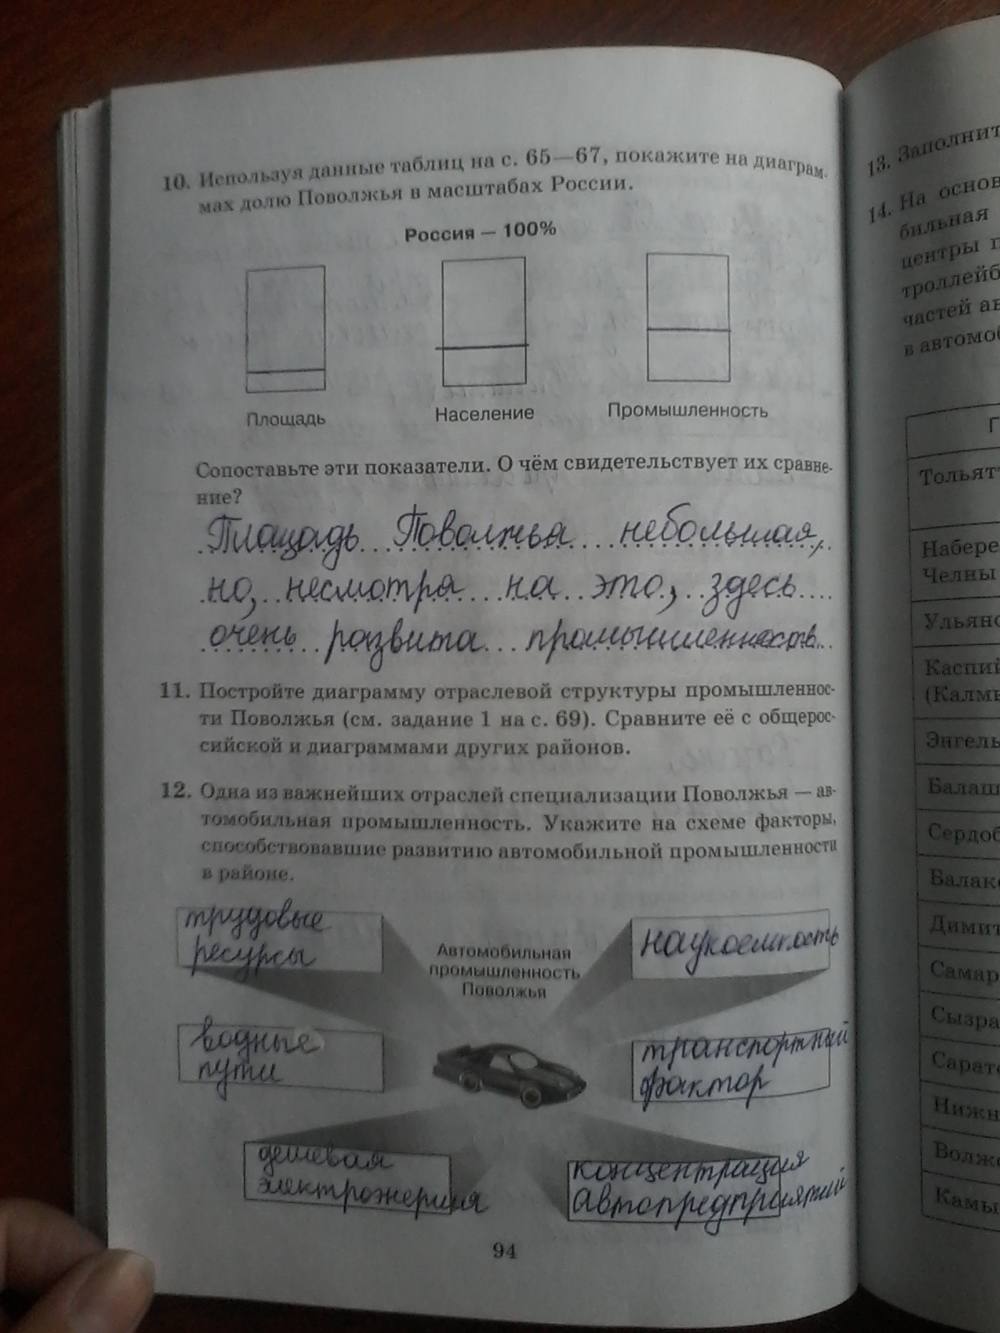 10. Используя данные таблиц на с. 65—67, покажите на диаграм-
мах долю Поволжья в масштабах России.
Россия — 100%
Площадь
Население
Промышленность
Сопоставьте эти показатели. О чём свидетельствует их сравне-
ние?
Площадь Поволжья небольшая,
но, несмотря на это, здесь
очень развита промышленность
11. Постройте диаграмму отраслевой структуры промышленнос-
ти Поволжья (см. задание 1 на с. 69). Сравните её с общерос-
сийской и диаграммами других районов.
12. Одна из важнейших отраслей специализации Поволжья — ав-
томобильная промышленность. Укажите на схеме факторы,
способствовавшие развитию автомобильной промышленности
в районе.
трудовые
ресурсы
Автомобильная
промышленность
Поволжья
наукоемкость
водные
пути
транспортный
фактор
дешевая
электроэнергия
концентрация
автопредприятий
94
13. Заполнит
14. На основ
бильная
центры п
троллейб
частей ав
в автомоб
Г
Тольятт
Набере
Челны
Ульяно
Каспий
(Калмы
Энгель
Балаш
Сердоб
Балако
Димит
Самар
Сызра
Сарато
Нижн
Волже
Камы